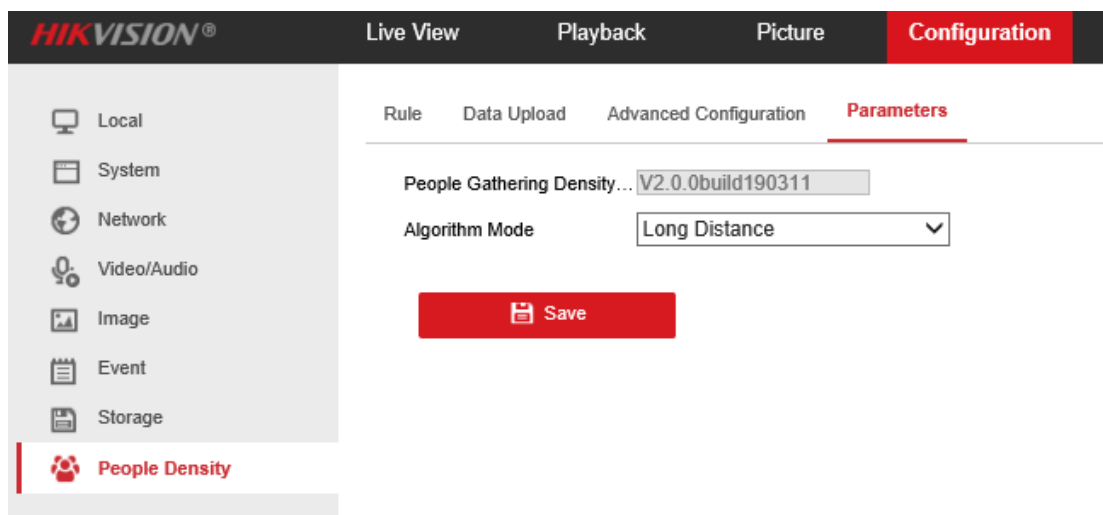 HIKVISION® Live View Playback Picture Configuration
Local
System
Network
Video/Audio
Image
Event
Storage
People Density
Rule Data Upload Advanced Configuration Parameters
People Gathering Density... V2.0.0build190311
Algorithm Mode Long Distance
Save